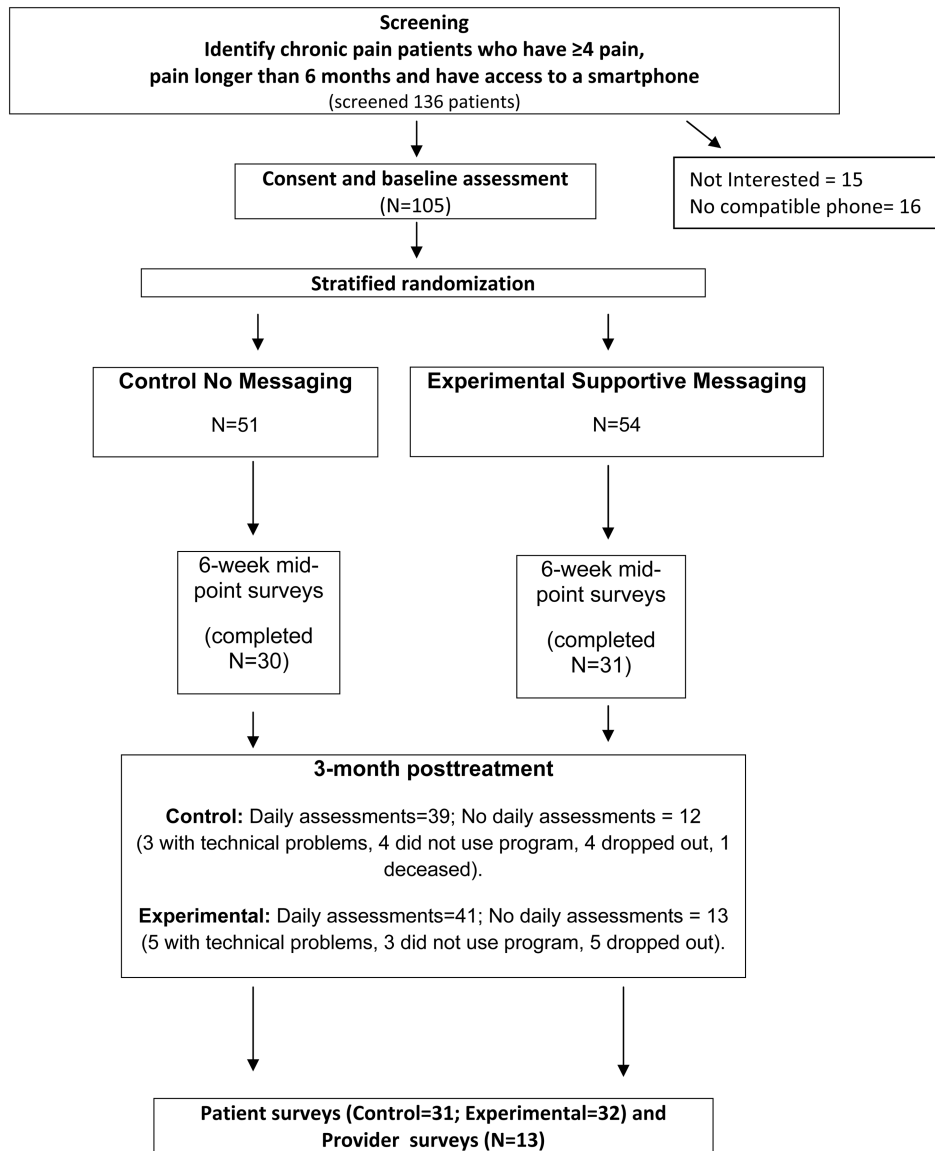 Screening
Identify chronic pain patients who have ≥4 pain,
pain longer than 6 months and have access to a smartphone
(screened 136 patients)
Consent and baseline assessment
(N=105)
Not Interested = 15
No compatible phone= 16
Stratified randomization
Control No Messaging
N=51
Experimental Supportive Messaging
N=54
6-week mid-
point surveys
(completed
N=30)
6-week mid-
point surveys
(completed
N=31)
3-month posttreatment
Control: Daily assessments=39; No daily assessments = 12
(3 with technical problems, 4 did not use program, 4 dropped out, 1
deceased).
Experimental: Daily assessments=41; No daily assessments = 13
(5 with technical problems, 3 did not use program, 5 dropped out).
Patient surveys (Control=31; Experimental=32) and
Provider surveys (N=13)